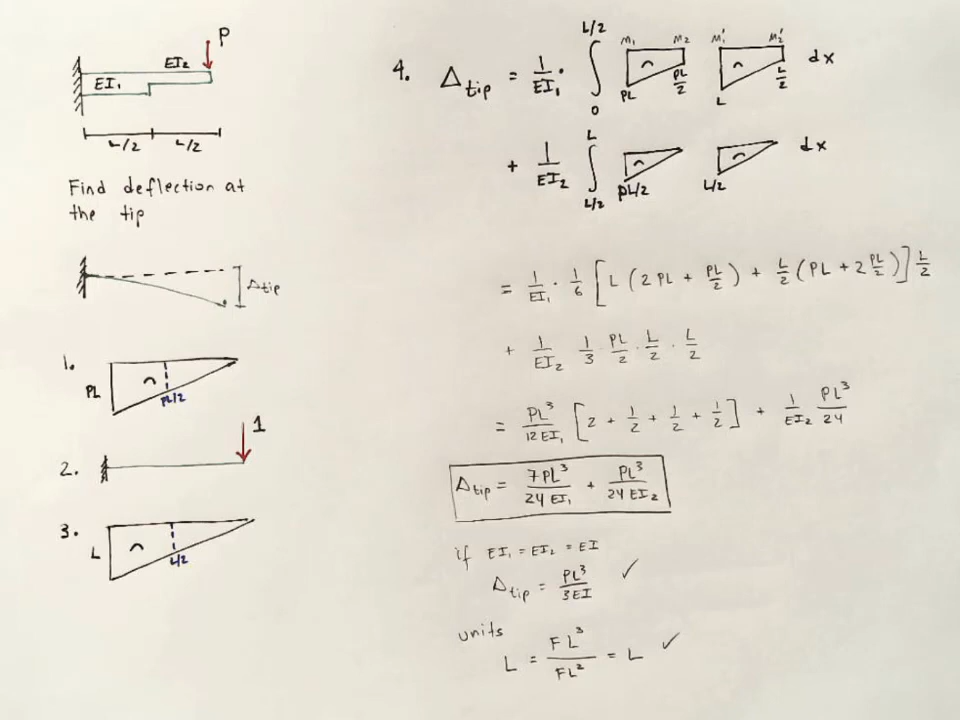 P
EI₂
EI₁
L/2 L/2
Find deflection at
the tip
Δtip
1.
PL PL/2
2. 1
3.
L L/2
4. Δtip = 1/EI₁ · ∫₀^(L/2) M₁ M₂ PL PL/2 M₁' M₂' L L/2 dx
+ 1/EI₂ ∫_(L/2)^L PL/2 L/2 dx
= 1/EI₁ · 1/6 [L (2PL + PL/2) + L/2 (PL + 2 PL/2)] L/2
+ 1/EI₂ 1/3 · PL/2 · L/2 · L/2
= PL³/12EI₁ [2 + 1/2 + 1/2 + 1/2] + 1/EI₂ PL³/24
Δtip = 7PL³/24EI₁ + PL³/24EI₂
if EI₁ = EI₂ = EI
Δtip = PL³/3EI ✓
units
L = FL³/FL² = L ✓